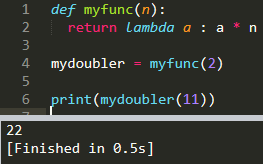 1 def myfunc(n):
2   return lambda a : a * n
3
4 mydoubler = myfunc(2)
5
6 print(mydoubler(11))
7
22
[Finished in 0.5s]